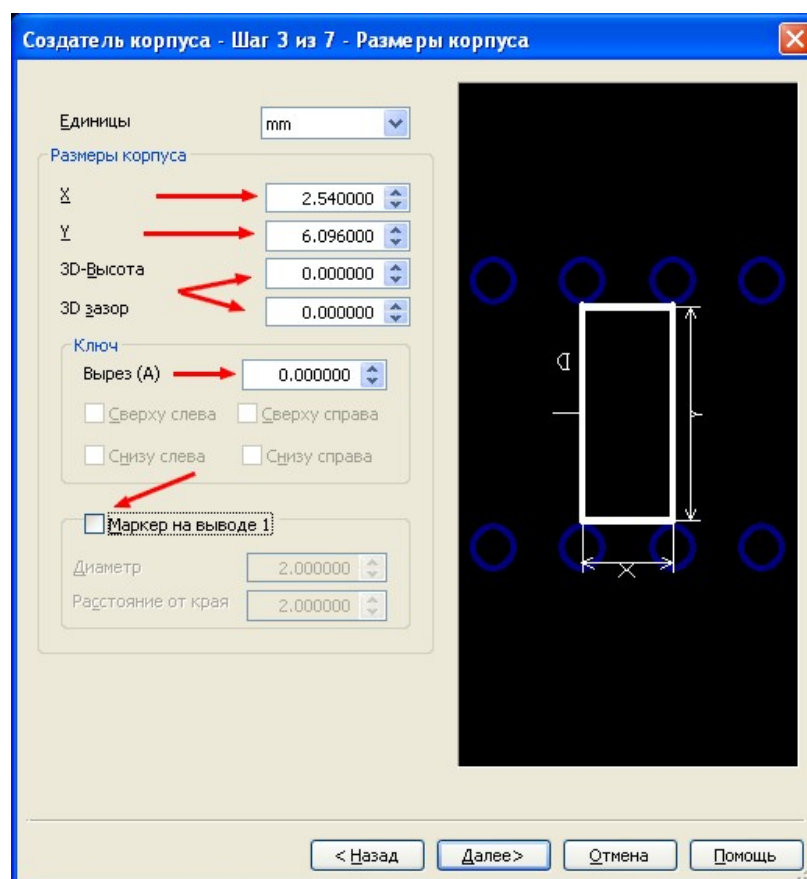 Создатель корпуса - Шаг 3 из 7 - Размеры корпуса
Единицы mm
Размеры корпуса
X 2.540000
Y 6.096000
3D-Высота 0.000000
3D зазор 0.000000
Ключ
Вырез (A) 0.000000
Сверху слева Сверху справа
Снизу слева Снизу справа
Маркер на выводе 1
Диаметр 2.000000
Расстояние от края 2.000000
Y
X
< Назад Далее> Отмена Помощь